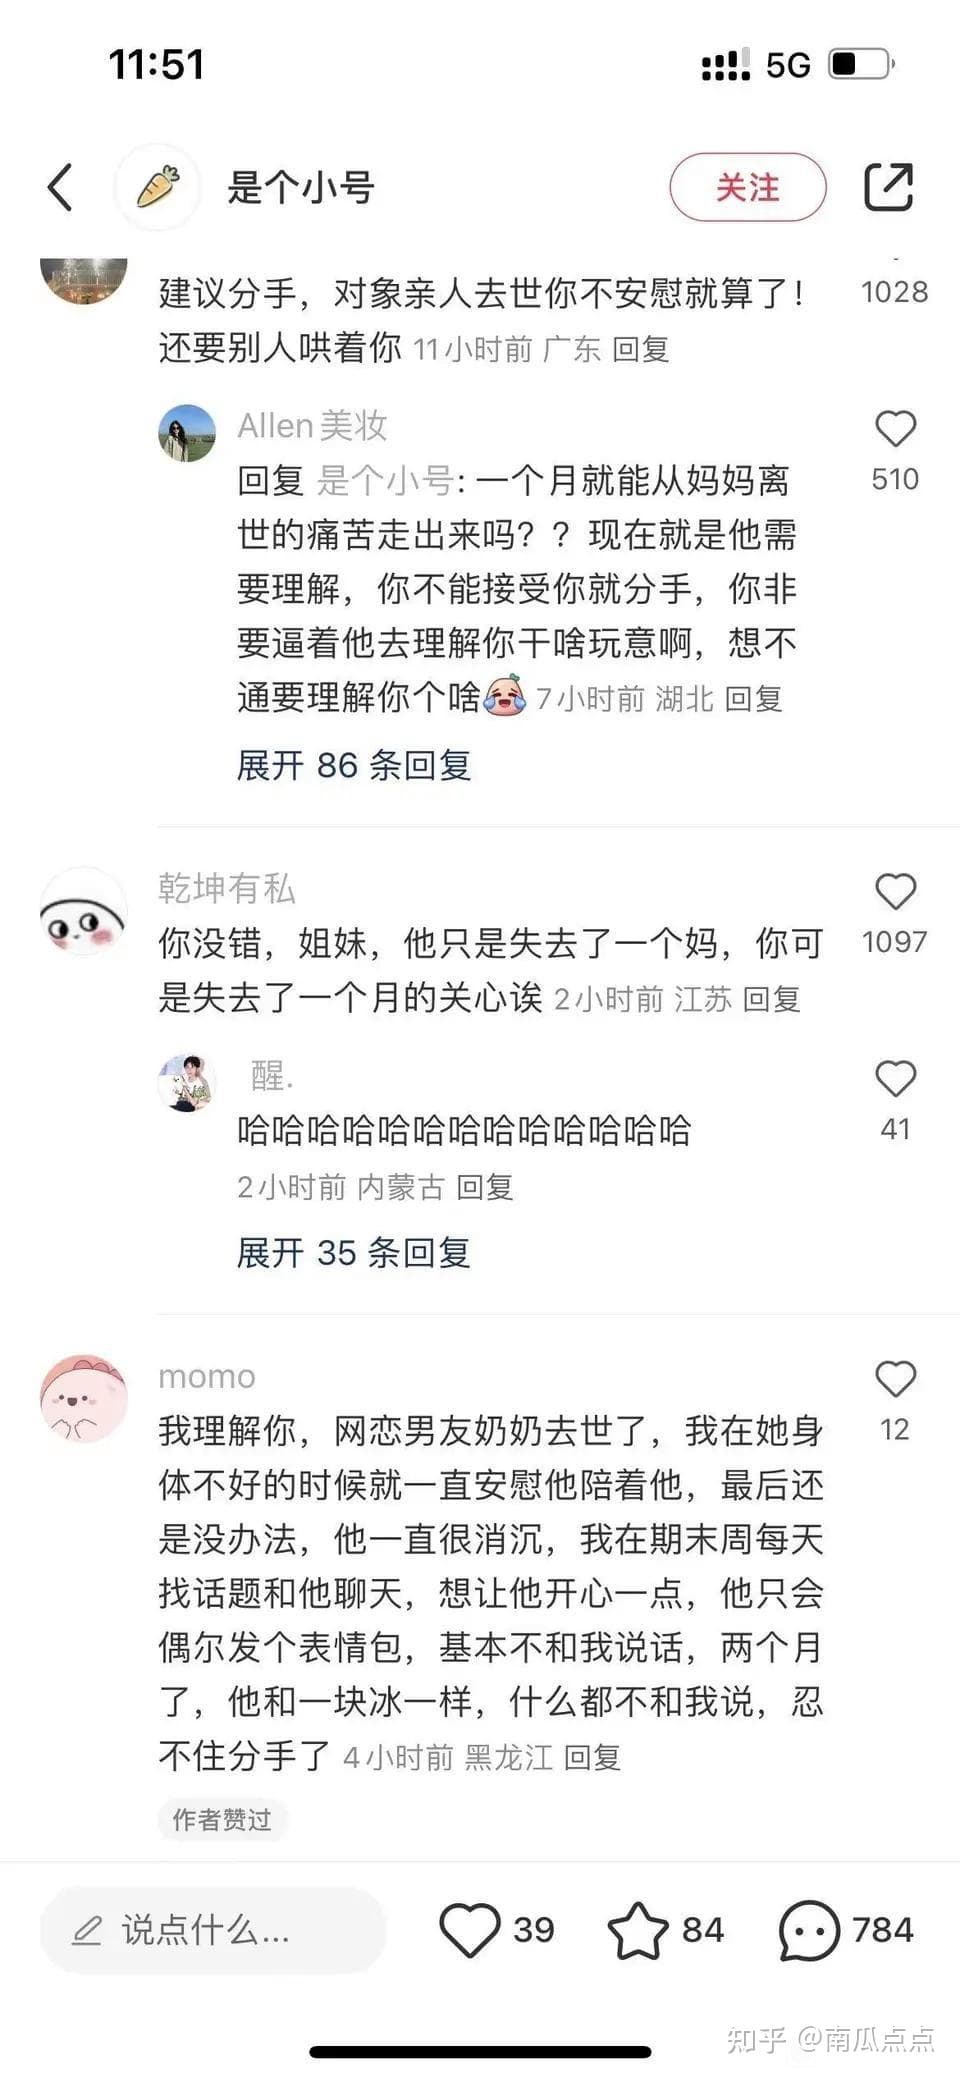 11:51
5G
是个小号
关注
建议分手，对象亲人去世你不安慰就算了！
1028
还要别人哄着你 11小时前 广东 回复
Allen美妆
回复 是个小号: 一个月就能从妈妈离
510
世的痛苦走出来吗？？现在就是他需
要理解，你不能接受你就分手，你非
要逼着他去理解你干啥玩意啊，想不
通要理解你个啥 7小时前 湖北 回复
展开 86 条回复
乾坤有私
你没错，姐妹，他只是失去了一个妈，你可
1097
是失去了一个月的关心诶 2小时前 江苏 回复
醒.
哈哈哈哈哈哈哈哈哈哈哈哈哈
41
2小时前 内蒙古 回复
展开 35 条回复
momo
我理解你，网恋男友奶奶去世了，我在她身
12
体不好的时候就一直安慰他陪着他，最后还
是没办法，他一直很消沉，我在期末周每天
找话题和他聊天，想让他开心一点，他只会
偶尔发个表情包，基本不和我说话，两个月
了，他和一块冰一样，什么都不和我说，忍
不住分手了 4小时前 黑龙江 回复
作者赞过
说点什么...
39
84
784
知乎 @南瓜点点